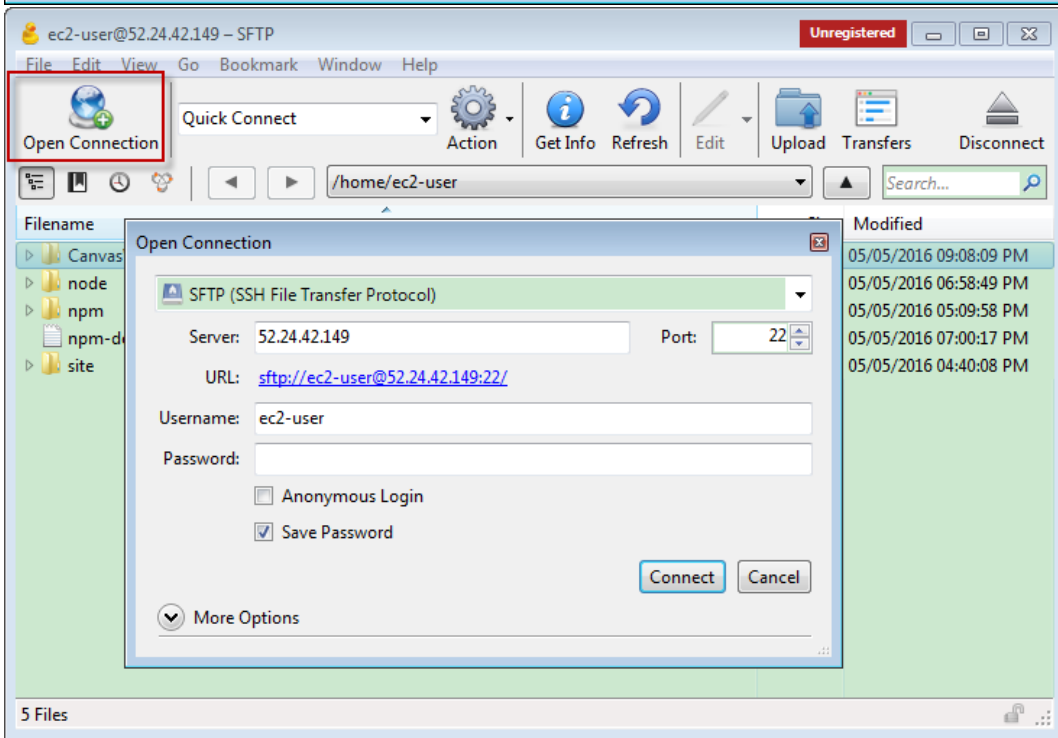 ec2-user@52.24.42.149 – SFTP
Unregistered
File Edit View Go Bookmark Window Help
Open Connection
Quick Connect
Action
Get Info Refresh Edit Upload Transfers Disconnect
/home/ec2-user
Search...
Filename Modified
Canvas 05/05/2016 09:08:09 PM
node 05/05/2016 06:58:49 PM
npm 05/05/2016 05:09:58 PM
npm-de 05/05/2016 07:00:17 PM
site 05/05/2016 04:40:08 PM
Open Connection
SFTP (SSH File Transfer Protocol)
Server: 52.24.42.149 Port: 22
URL: sftp://ec2-user@52.24.42.149:22/
Username: ec2-user
Password:
Anonymous Login
Save Password
Connect Cancel
More Options
5 Files